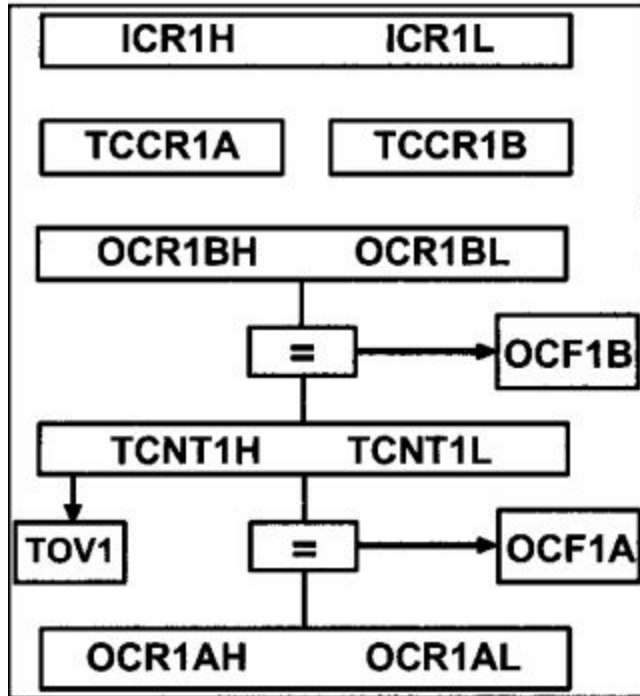 ICR1H ICR1L
TCCR1A TCCR1B
OCR1BH OCR1BL
= OCF1B
TCNT1H TCNT1L
TOV1 = OCF1A
OCR1AH OCR1AL